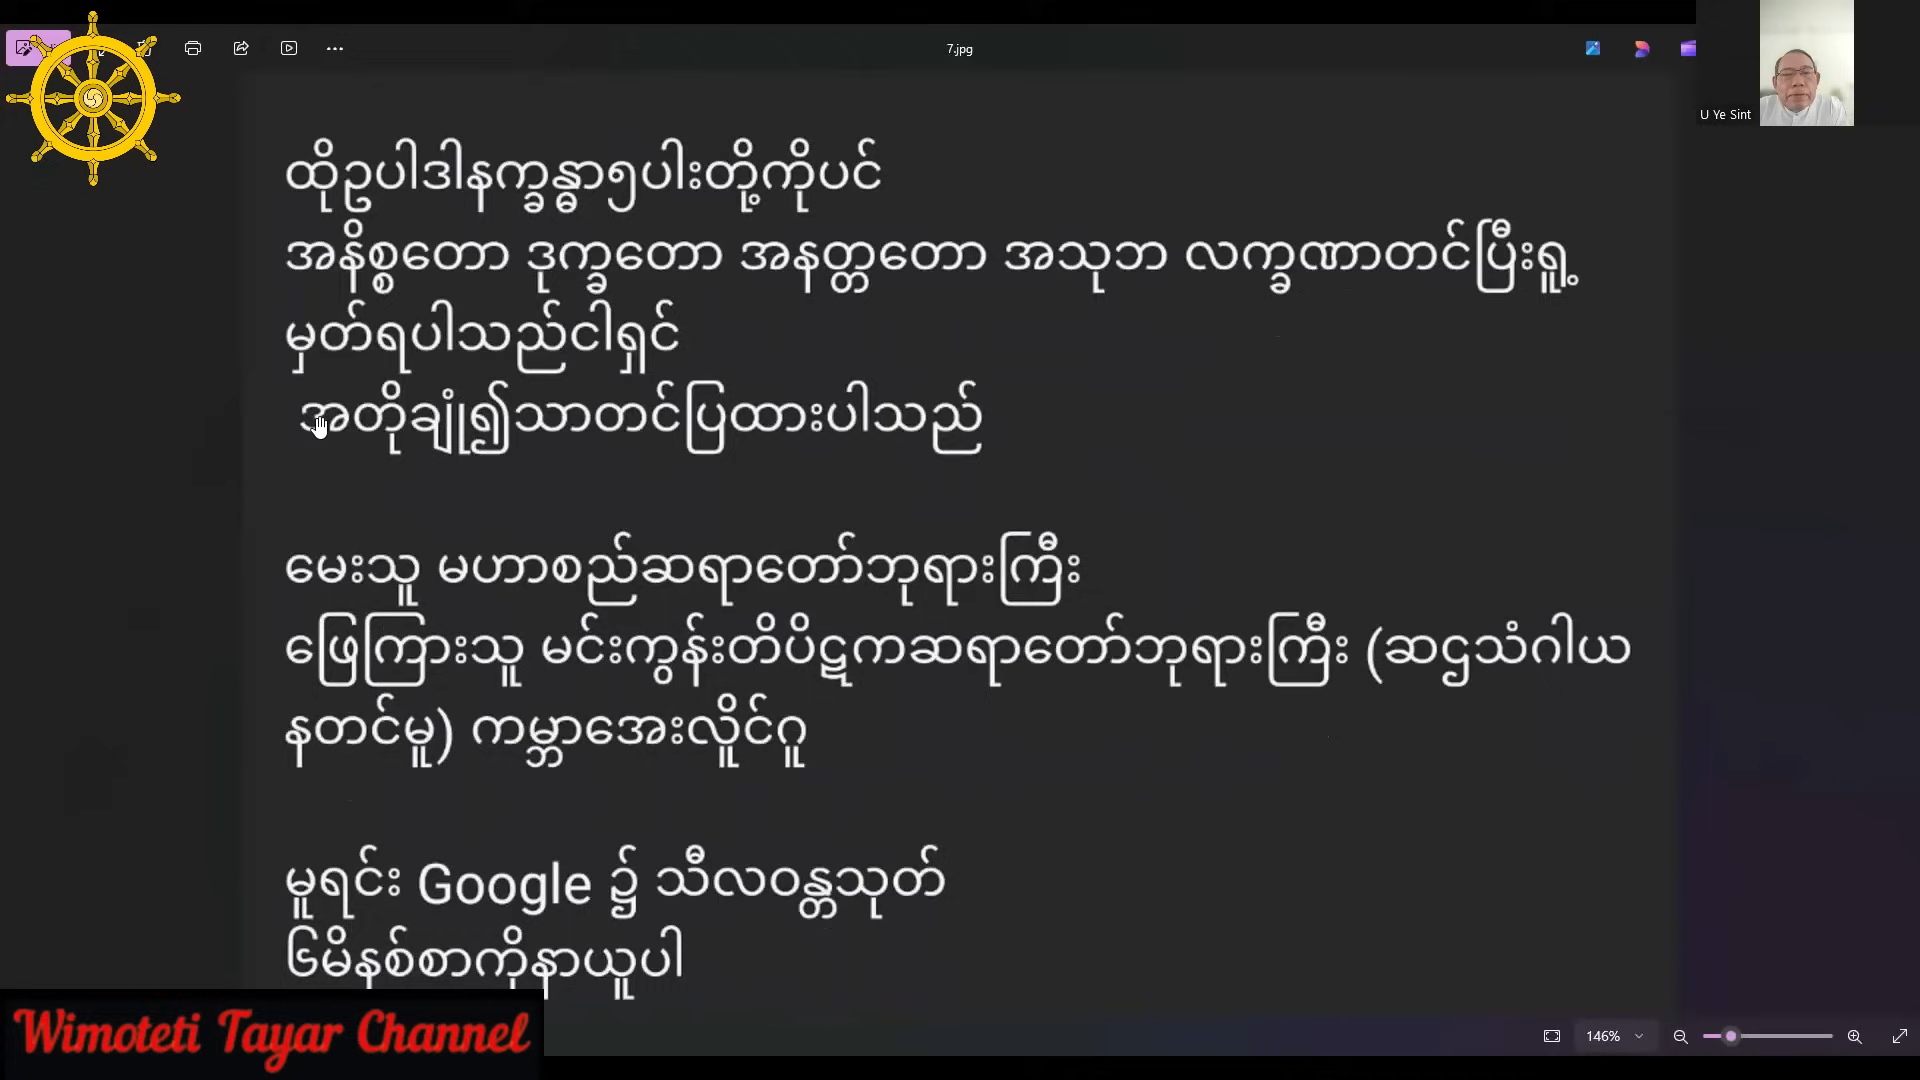 7.jpg
U Ye Sint
ထိုဥပါဒါနက္ခန္ဓာ၅ပါးတို့ကိုပင်
အနိစ္စတော ဒုက္ခတော အနတ္တတော အသုဘ လက္ခဏာတင်ပြီးရှု့
မှတ်ရပါသည်ငါရှင်
အတိုချုံ၍သာတင်ပြထားပါသည်
မေးသူ မဟာစည်ဆရာတော်ဘုရားကြီး
ဖြေကြားသူ မင်းကွန်းတိပိဋကဆရာတော်ဘုရားကြီး (ဆဌသံဂါယ
နတင်မူ) ကမ္ဘာအေးလှိုင်ဂူ
မူရင်း Google ၌ သီလဝန္တသုတ်
၆မိနစ်စာကိုနာယူပါ
Wimoteti Tayar Channel
146%